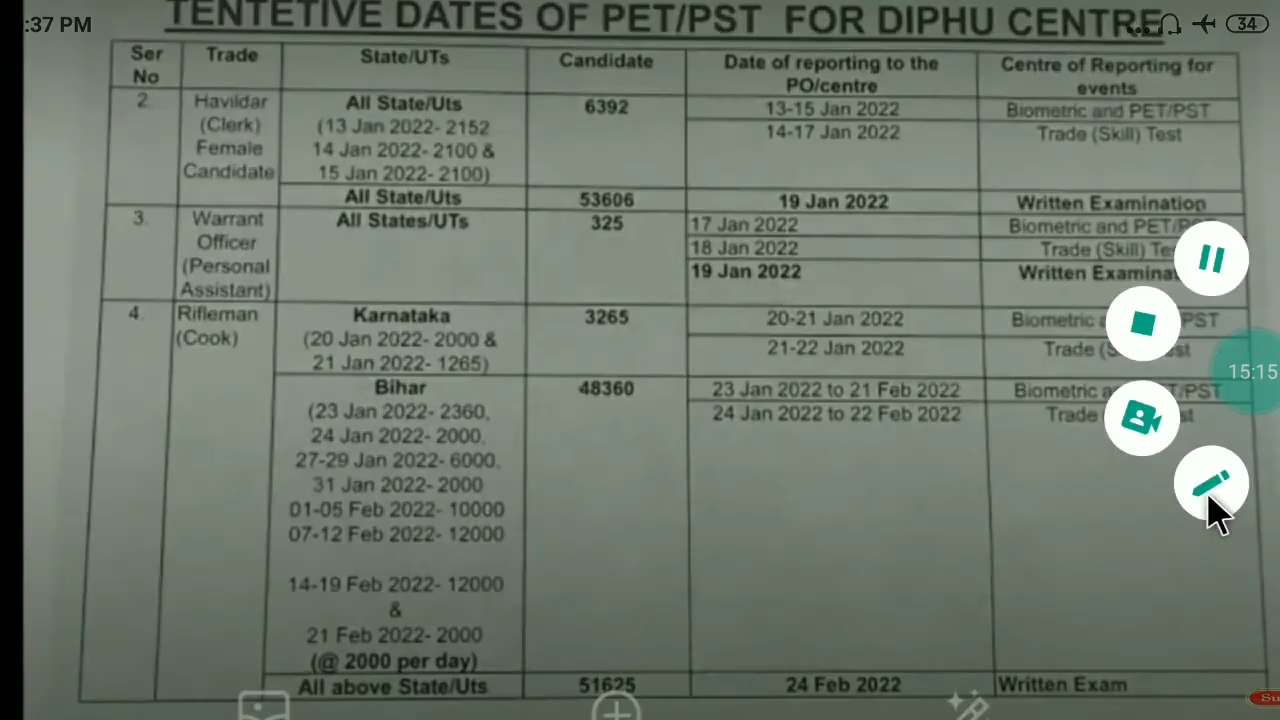 :37 PM
34
TENTETIVE DATES OF PET/PST FOR DIPHU CENTRE
Ser No
Trade
State/UTs
Candidate
Date of reporting to the PO/centre
Centre of Reporting for events
2.
Havildar (Clerk) Female Candidate
All State/Uts
(13 Jan 2022- 2152
14 Jan 2022- 2100 &
15 Jan 2022- 2100)
6392
13-15 Jan 2022
Biometric and PET/PST
14-17 Jan 2022
Trade (Skill) Test
All State/Uts
53606
19 Jan 2022
Written Examination
3.
Warrant Officer (Personal Assistant)
All States/UTs
325
17 Jan 2022
Biometric and PET/PST
18 Jan 2022
Trade (Skill) Te
19 Jan 2022
Written Examina
4.
Rifleman (Cook)
Karnataka
(20 Jan 2022- 2000 &
21 Jan 2022- 1265)
3265
20-21 Jan 2022
Biometric PST
21-22 Jan 2022
Trade st
15:15
Bihar
(23 Jan 2022- 2360,
24 Jan 2022- 2000,
27-29 Jan 2022- 6000,
31 Jan 2022- 2000
01-05 Feb 2022- 10000
07-12 Feb 2022- 12000
14-19 Feb 2022- 12000
&
21 Feb 2022- 2000
(@ 2000 per day)
48360
23 Jan 2022 to 21 Feb 2022
Biometric /PST
24 Jan 2022 to 22 Feb 2022
Trade st
All above State/Uts
51625
24 Feb 2022
Written Exam